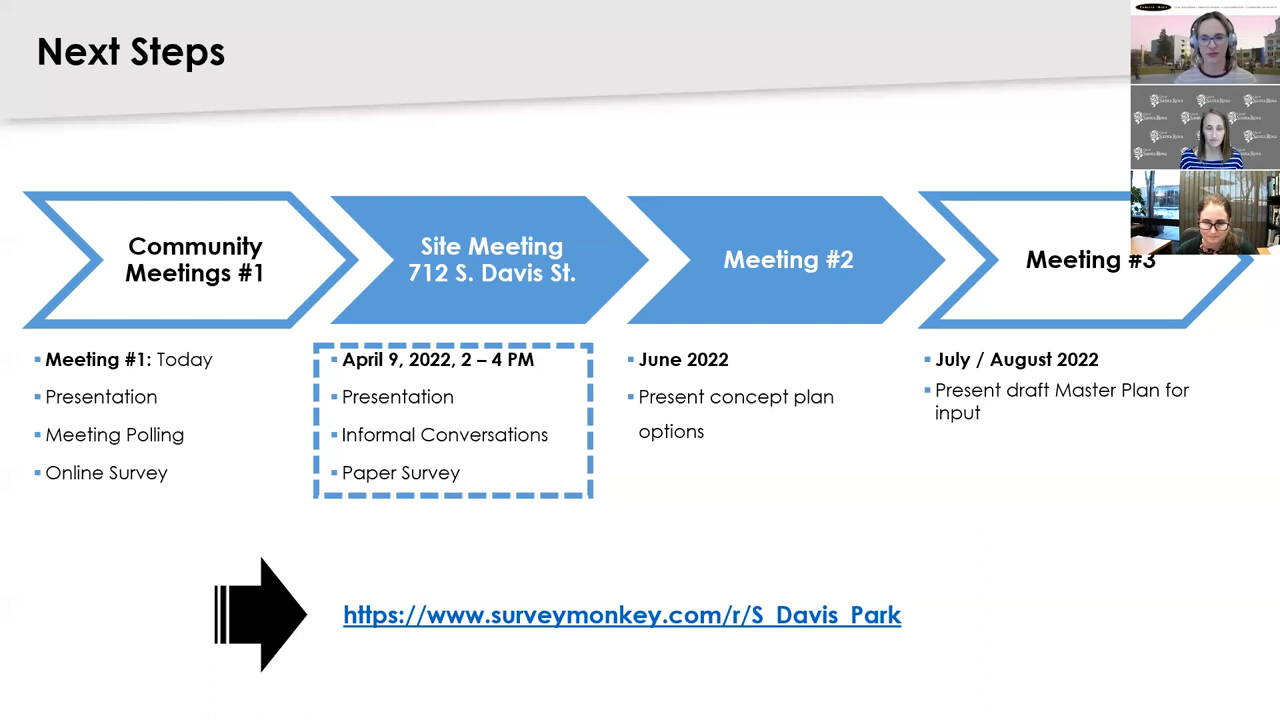 Next Steps
Community
Meetings #1
Site Meeting
712 S. Davis St.
Meeting #2
Meeting #3
Meeting #1: Today
Presentation
Meeting Polling
Online Survey
April 9, 2022, 2 – 4 PM
Presentation
Informal Conversations
Paper Survey
June 2022
Present concept plan
options
July / August 2022
Present draft Master Plan for
input
https://www.surveymonkey.com/r/S_Davis_Park